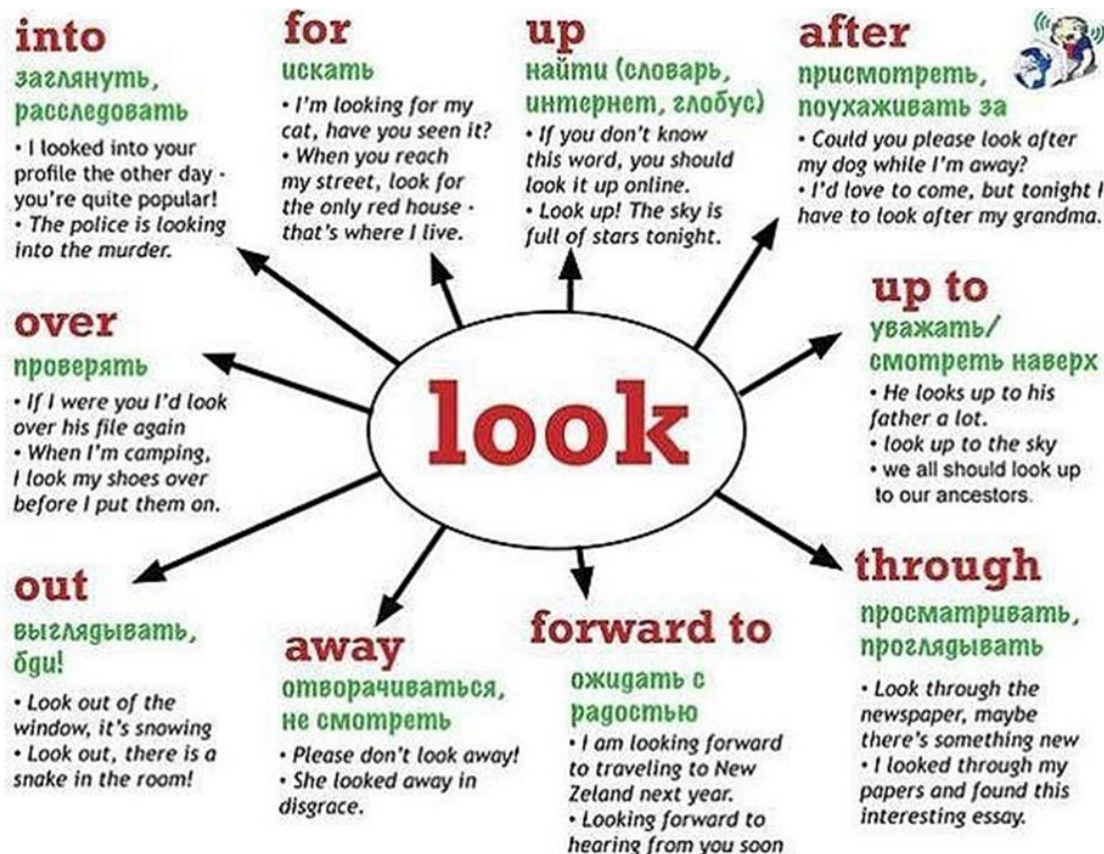 into
заглянуть,
расследовать
• I looked into your
profile the other day -
you're quite popular!
• The police is looking
into the murder.
for
искать
• I'm looking for my
cat, have you seen it?
• When you reach
my street, look for
the only red house -
that's where I live.
up
найти (словарь,
интернет, глобус)
• If you don't know
this word, you should
look it up online.
• Look up! The sky is
full of stars tonight.
after
присмотреть,
поухаживать за
• Could you please look after
my dog while I'm away?
• I'd love to come, but tonight I
have to look after my grandma.
over
проверять
• If I were you I'd look
over his file again
• When I'm camping,
I look my shoes over
before I put them on.
look
up to
уважать/
смотреть наверх
• He looks up to his
father a lot.
• look up to the sky
• we all should look up
to our ancestors.
out
выглядывать,
бди!
• Look out of the
window, it's snowing
• Look out, there is a
snake in the room!
away
отворачиваться,
не смотреть
• Please don't look away!
• She looked away in
disgrace.
forward to
ожидать с
радостью
• I am looking forward
to traveling to New
Zeland next year.
• Looking forward to
hearing from you soon
through
просматривать,
проглядывать
• Look through the
newspaper, maybe
there's something new
• I looked through my
papers and found this
interesting essay.